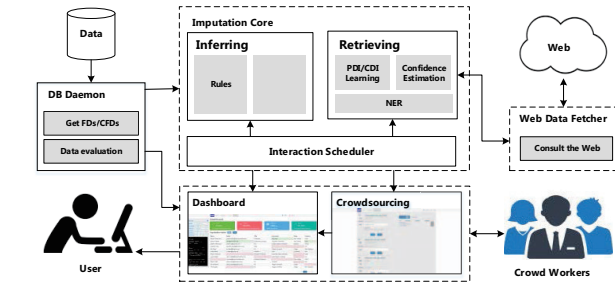 Data
Imputation Core
Inferring
Retrieving
Rules
PDI/CDI
Learning
Confidence
Estimation
NER
Web
DB Daemon
Get FDs/CFDs
Data evaluation
Interaction Scheduler
Web Data Fetcher
Consult the Web
Dashboard
Crowdsourcing
User
Crowd Workers